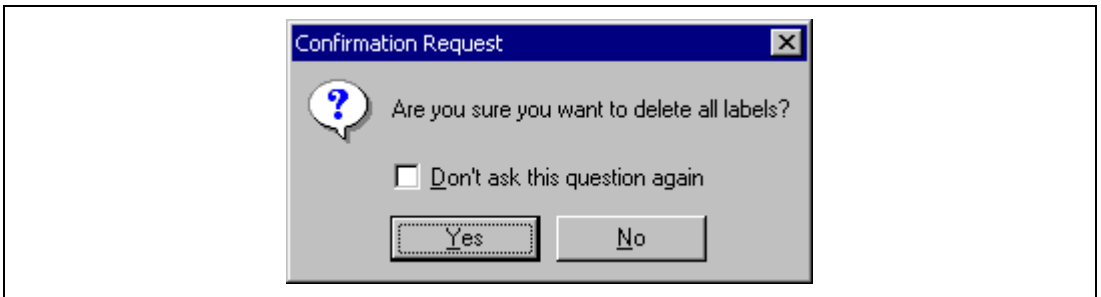 Confirmation Request
Are you sure you want to delete all labels?
Don't ask this question again
Yes
No